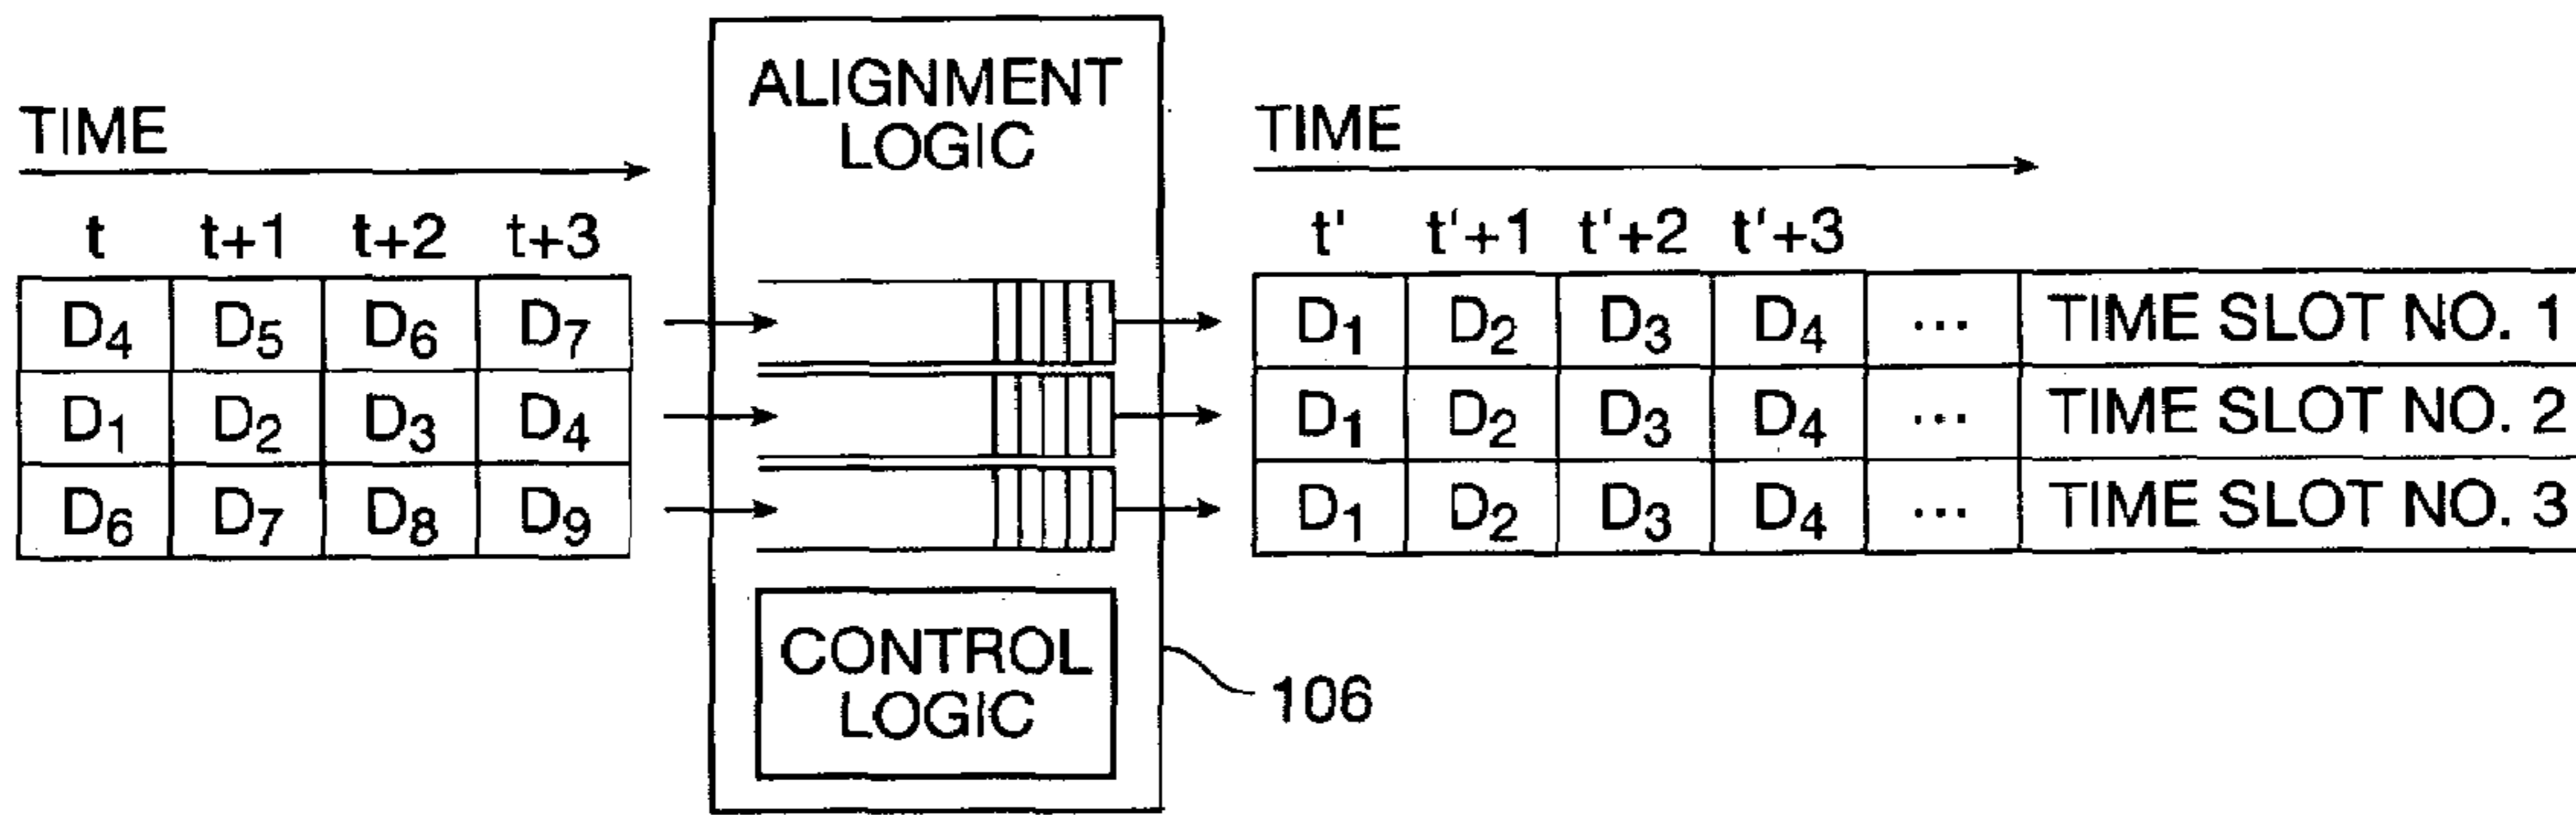 ALIGNMENT
LOGIC
TIME
t t+1 t+2 t+3
D4 D5 D6 D7
D1 D2 D3 D4
D6 D7 D8 D9
CONTROL
LOGIC
106
TIME
t' t'+1 t'+2 t'+3
D1 D2 D3 D4 ... TIME SLOT NO. 1
D1 D2 D3 D4 ... TIME SLOT NO. 2
D1 D2 D3 D4 ... TIME SLOT NO. 3